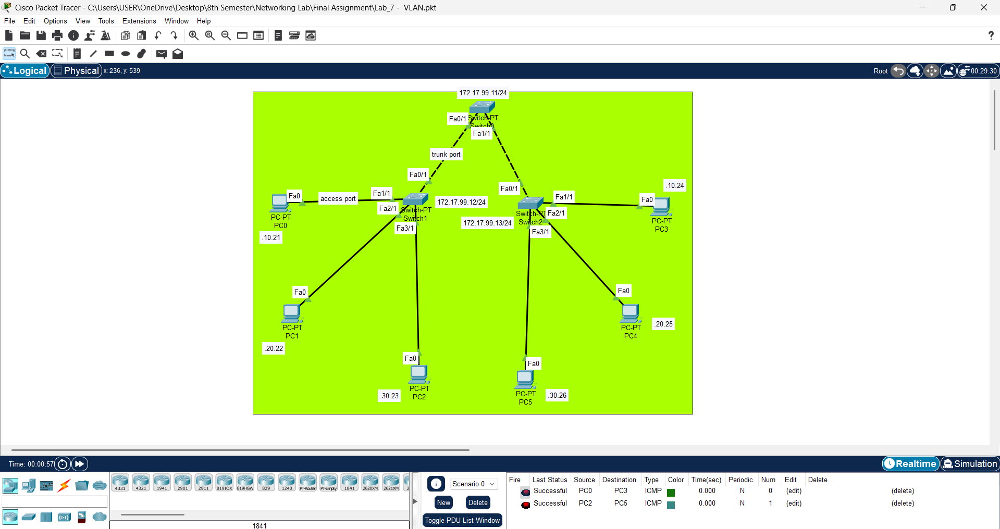 Cisco Packet Tracer - C:\Users\USER\OneDrive\Desktop\8th Semester\Networking Lab\Final Assignment\Lab_7 - VLAN.pkt
File Edit Options View Tools Extensions Window Help
Logical Physical x: 236, y: 539 Root 00:29:30
172.17.99.11/24
Fa0/1 Switch-PT
Switch0
Fa1/1
trunk port
Fa0/1
Fa0/1
.10.24
Fa0 access port Fa1/1
172.17.99.12/24
Fa1/1 Fa0
Fa2/1 Switch-PT
Switch1
Switch-PT Fa2/1
Switch2
PC-PT
PC0
172.17.99.13/24
PC-PT
PC3
Fa3/1
Fa3/1
.10.21
Fa0
Fa0
PC-PT
PC1
PC-PT
PC4
.20.25
.20.22
Fa0
Fa0
PC-PT
PC2
PC-PT
PC5
.30.23
.30.26
Time: 00:00:57 Realtime Simulation
4331 4321 1941 2901 2911 819IOX 819HGW 829 1240 PT-Router PT-Empty 1841 2620XM 2621XM 2
1841
Scenario 0
New Delete
Toggle PDU List Window
Fire Last Status Source Destination Type Color Time(sec) Periodic Num Edit Delete
Successful PC0 PC3 ICMP 0.000 N 0 (edit) (delete)
Successful PC2 PC5 ICMP 0.000 N 1 (edit) (delete)